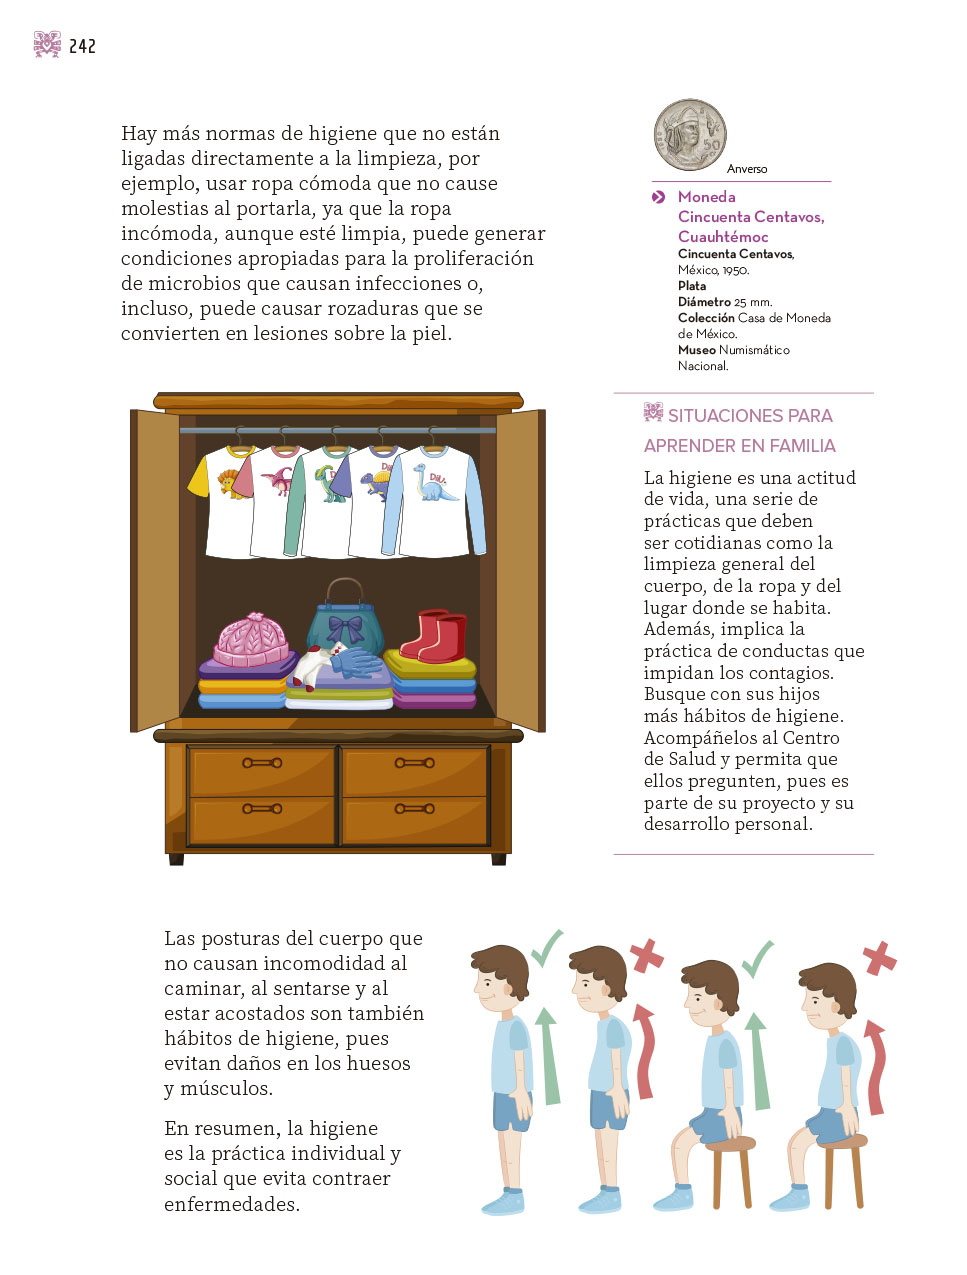 242
Hay más normas de higiene que no están
ligadas directamente a la limpieza, por
ejemplo, usar ropa cómoda que no cause
molestias al portarla, ya que la ropa
incómoda, aunque esté limpia, puede generar
condiciones apropiadas para la proliferación
de microbios que causan infecciones o,
incluso, puede causar rozaduras que se
convierten en lesiones sobre la piel.
50
Anverso
Moneda
Cincuenta Centavos,
Cuauhtémoc
Cincuenta Centavos,
México, 1950.
Plata
Diámetro 25 mm.
Colección Casa de Moneda
de México.
Museo Numismático
Nacional.
SITUACIONES PARA
APRENDER EN FAMILIA
La higiene es una actitud
de vida, una serie de
prácticas que deben
ser cotidianas como la
limpieza general del
cuerpo, de la ropa y del
lugar donde se habita.
Además, implica la
práctica de conductas que
impidan los contagios.
Busque con sus hijos
más hábitos de higiene.
Acompáñelos al Centro
de Salud y permita que
ellos pregunten, pues es
parte de su proyecto y su
desarrollo personal.
Las posturas del cuerpo que
no causan incomodidad al
caminar, al sentarse y al
estar acostados son también
hábitos de higiene, pues
evitan daños en los huesos
y músculos.
En resumen, la higiene
es la práctica individual y
social que evita contraer
enfermedades.